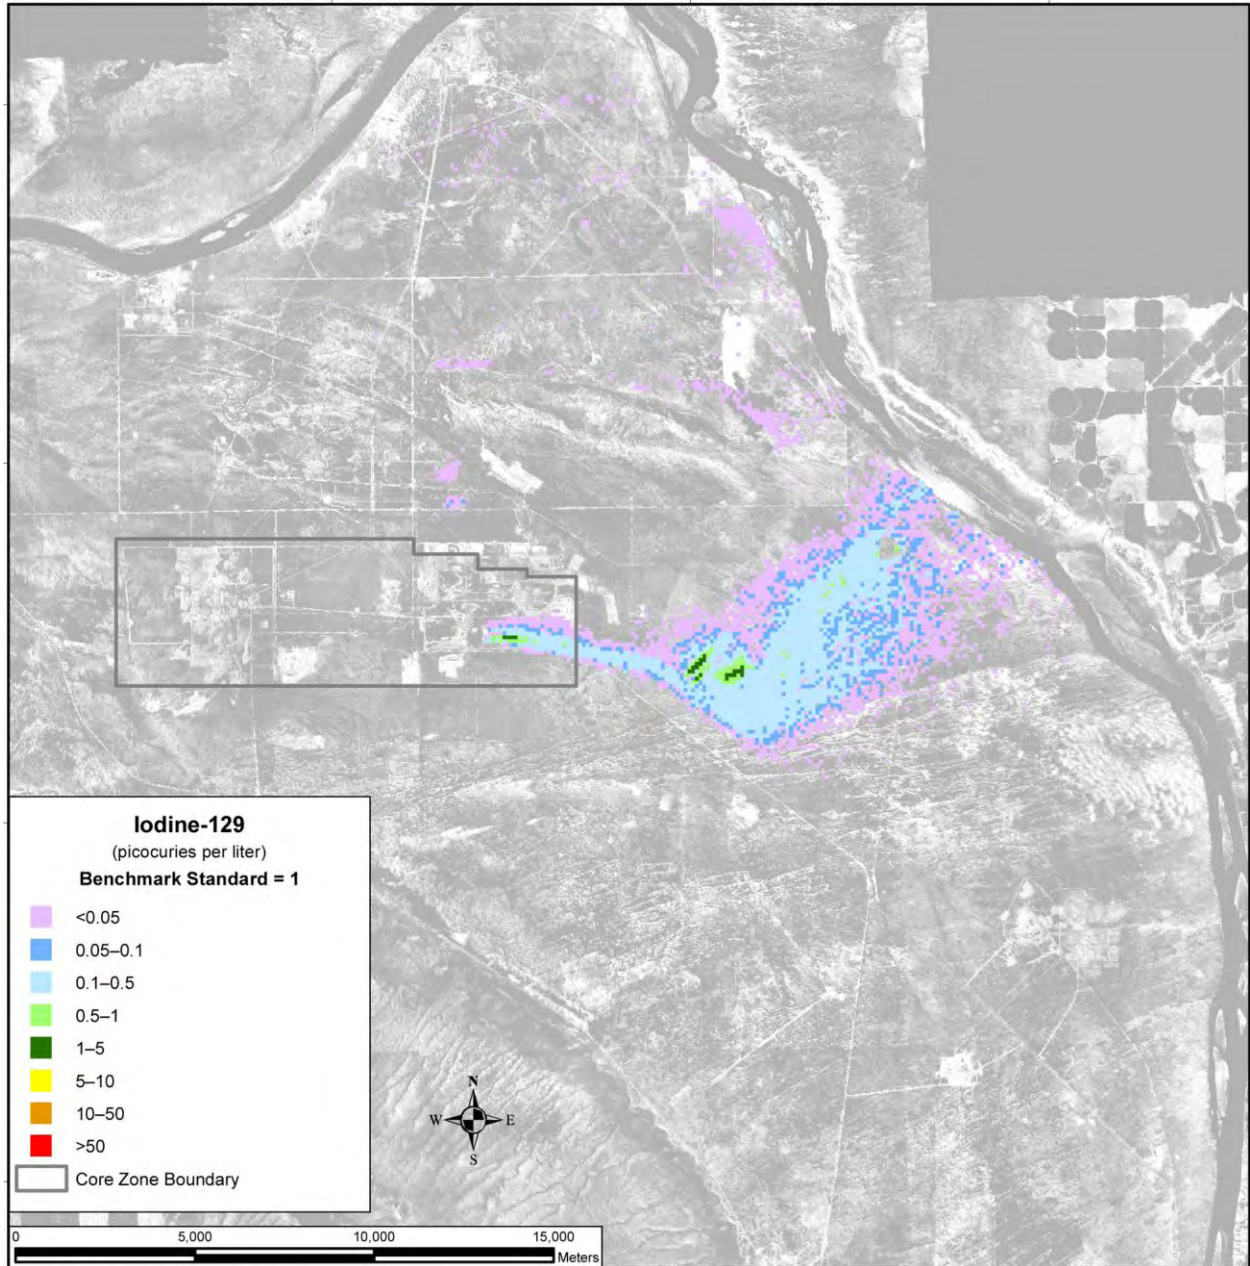 Iodine-129
(picocuries per liter)
Benchmark Standard = 1
<0.05
0.05–0.1
0.1–0.5
0.5–1
1–5
5–10
10–50
>50
Core Zone Boundary
N
W E
S
0 5,000 10,000 15,000
Meters